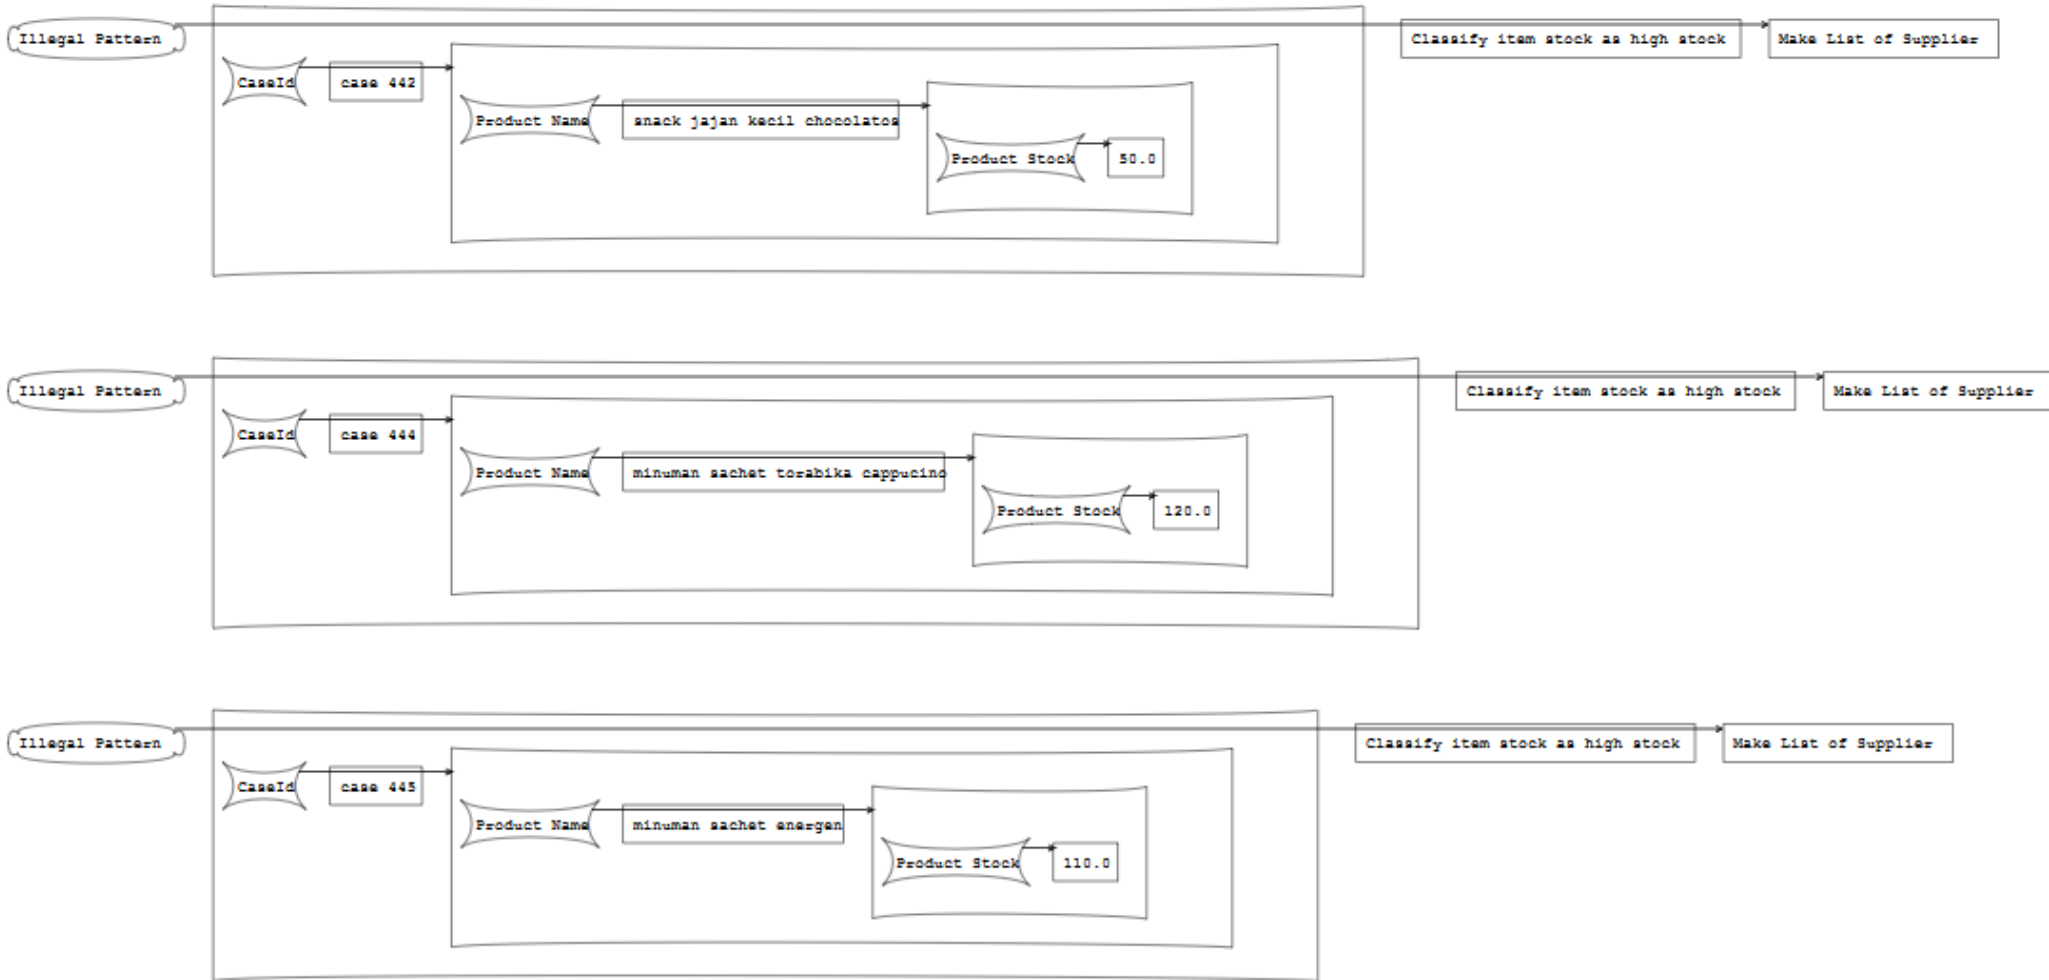 Illegal Pattern Classify item stock as high stock Make List of Supplier
CaseId case 442
Product Name snack jajan kecil chocolatos
Product Stock 50.0
Illegal Pattern Classify item stock as high stock Make List of Supplier
CaseId case 444
Product Name minuman sachet torabika cappucino
Product Stock 120.0
Illegal Pattern Classify item stock as high stock Make List of Supplier
CaseId case 445
Product Name minuman sachet energen
Product Stock 110.0